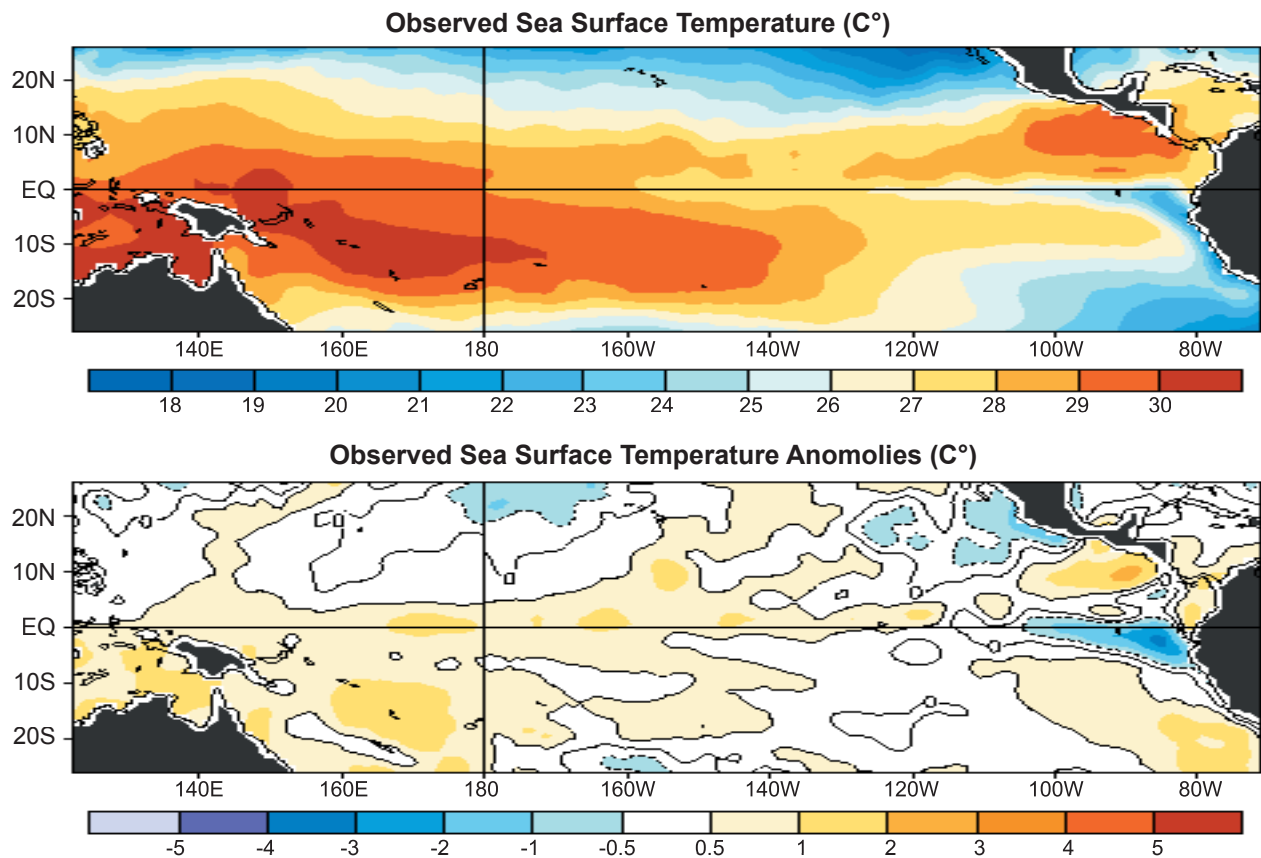 Observed Sea Surface Temperature (C°)
20N
10N
EQ
10S
20S
140E 160E 180 160W 140W 120W 100W 80W
18 19 20 21 22 23 24 25 26 27 28 29 30
Observed Sea Surface Temperature Anomolies (C°)
20N
10N
EQ
10S
20S
140E 160E 180 160W 140W 120W 100W 80W
-5 -4 -3 -2 -1 -0.5 0.5 1 2 3 4 5